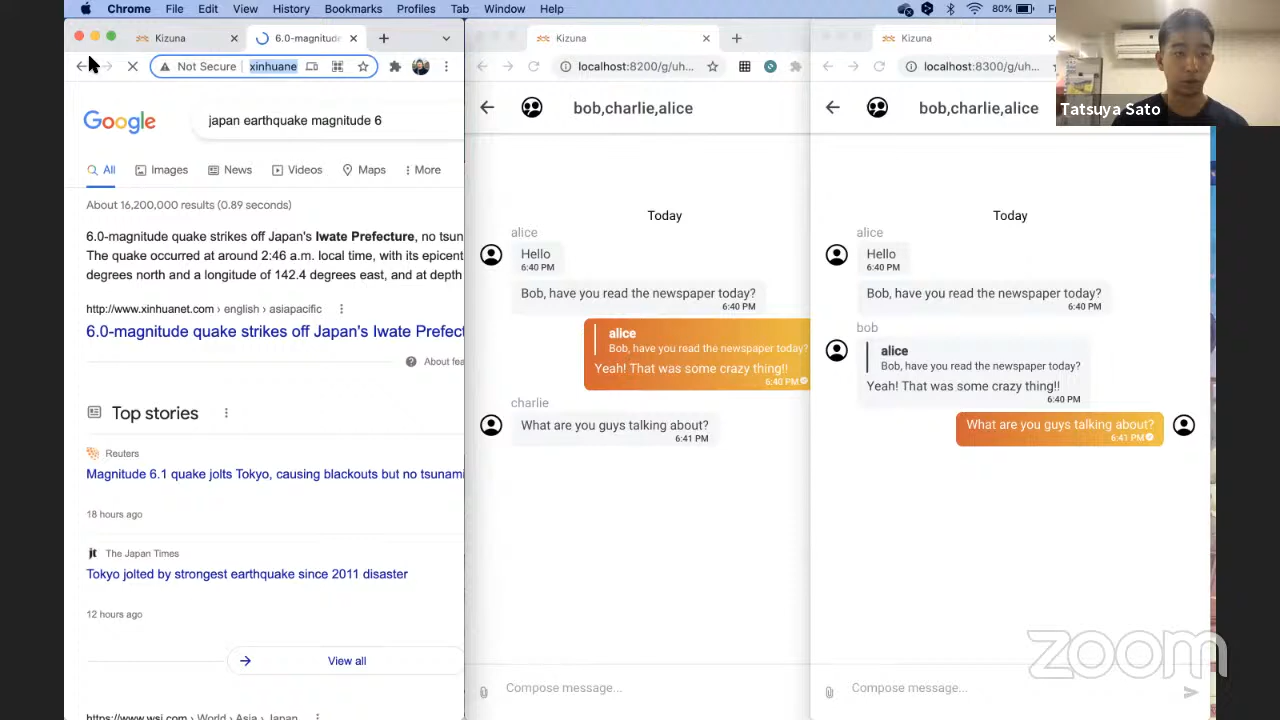 Chrome File Edit View History Bookmarks Profiles Tab Window Help 80%
Kizuna 6.0-magnitude
Not Secure xinhuane
Google
japan earthquake magnitude 6
All Images News Videos Maps More
About 16,200,000 results (0.89 seconds)
6.0-magnitude quake strikes off Japan's Iwate Prefecture, no tsun
The quake occurred at around 2:46 a.m. local time, with its epicent
degrees north and a longitude of 142.4 degrees east, and at depth
http://www.xinhuanet.com › english › asiapacific
6.0-magnitude quake strikes off Japan's Iwate Prefect
About fea
Top stories
Reuters
Magnitude 6.1 quake jolts Tokyo, causing blackouts but no tsunami
18 hours ago
jt The Japan Times
Tokyo jolted by strongest earthquake since 2011 disaster
12 hours ago
View all
https://www.wsj.com › World › Asia › Japan
Kizuna
localhost:8200/g/uh...
bob,charlie,alice
Today
alice
Hello
6:40 PM
Bob, have you read the newspaper today?
6:40 PM
alice
Bob, have you read the newspaper today?
Yeah! That was some crazy thing!!
6:40 PM
charlie
What are you guys talking about?
6:41 PM
Compose message...
Kizuna
localhost:8300/g/uh...
bob,charlie,alice
Today
alice
Hello
6:40 PM
Bob, have you read the newspaper today?
6:40 PM
bob
alice
Bob, have you read the newspaper today?
Yeah! That was some crazy thing!!
6:40 PM
What are you guys talking about?
6:41 PM
Compose message...
Tatsuya Sato
zoom